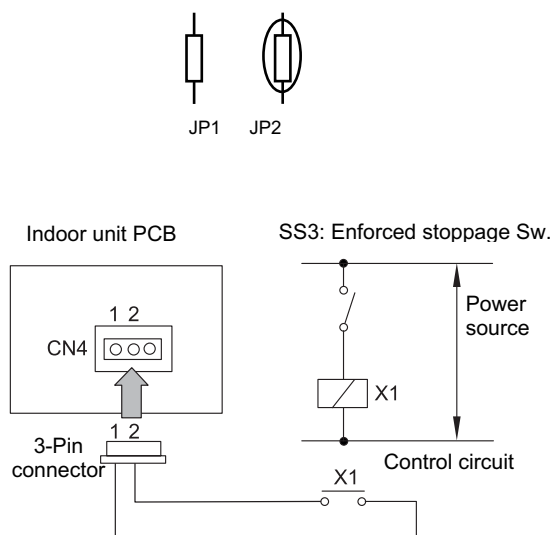 JP1 JP2
Indoor unit PCB
SS3: Enforced stoppage Sw.
1 2
CN4
Power
source
X1
1 2
3-Pin
connector
Control circuit
X1